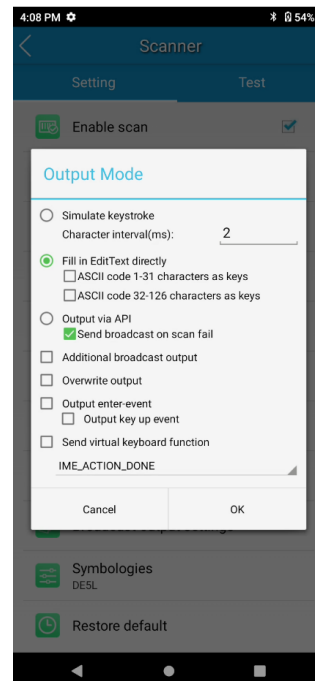 4:08 PM
54%
Scanner
Setting Test
Enable scan
Output Mode
Simulate keystroke
Character interval(ms): 2
Fill in EditText directly
ASCII code 1-31 characters as keys
ASCII code 32-126 characters as keys
Output via API
Send broadcast on scan fail
Additional broadcast output
Overwrite output
Output enter-event
Output key up event
Send virtual keyboard function
IME_ACTION_DONE
Cancel OK
Symbologies
DE5L
Restore default